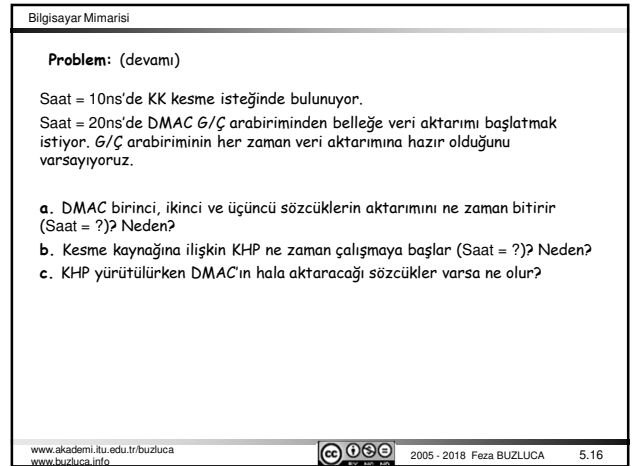 Bilgisayar Mimarisi
Problem: (devamı)
Saat = 10ns'de KK kesme isteğinde bulunuyor.
Saat = 20ns'de DMAC G/Ç arabiriminden belleğe veri aktarımı başlatmak
istiyor. G/Ç arabiriminin her zaman veri aktarımına hazır olduğunu
varsayıyoruz.
a. DMAC birinci, ikinci ve üçüncü sözcüklerin aktarımını ne zaman bitirir
(Saat = ?)? Neden?
b. Kesme kaynağına ilişkin KHP ne zaman çalışmaya başlar (Saat = ?)? Neden?
c. KHP yürütülürken DMAC'ın hala aktaracağı sözcükler varsa ne olur?
www.akademi.itu.edu.tr/buzluca
www.buzluca.info
cc BY NC ND
2005 - 2018 Feza BUZLUCA 5.16